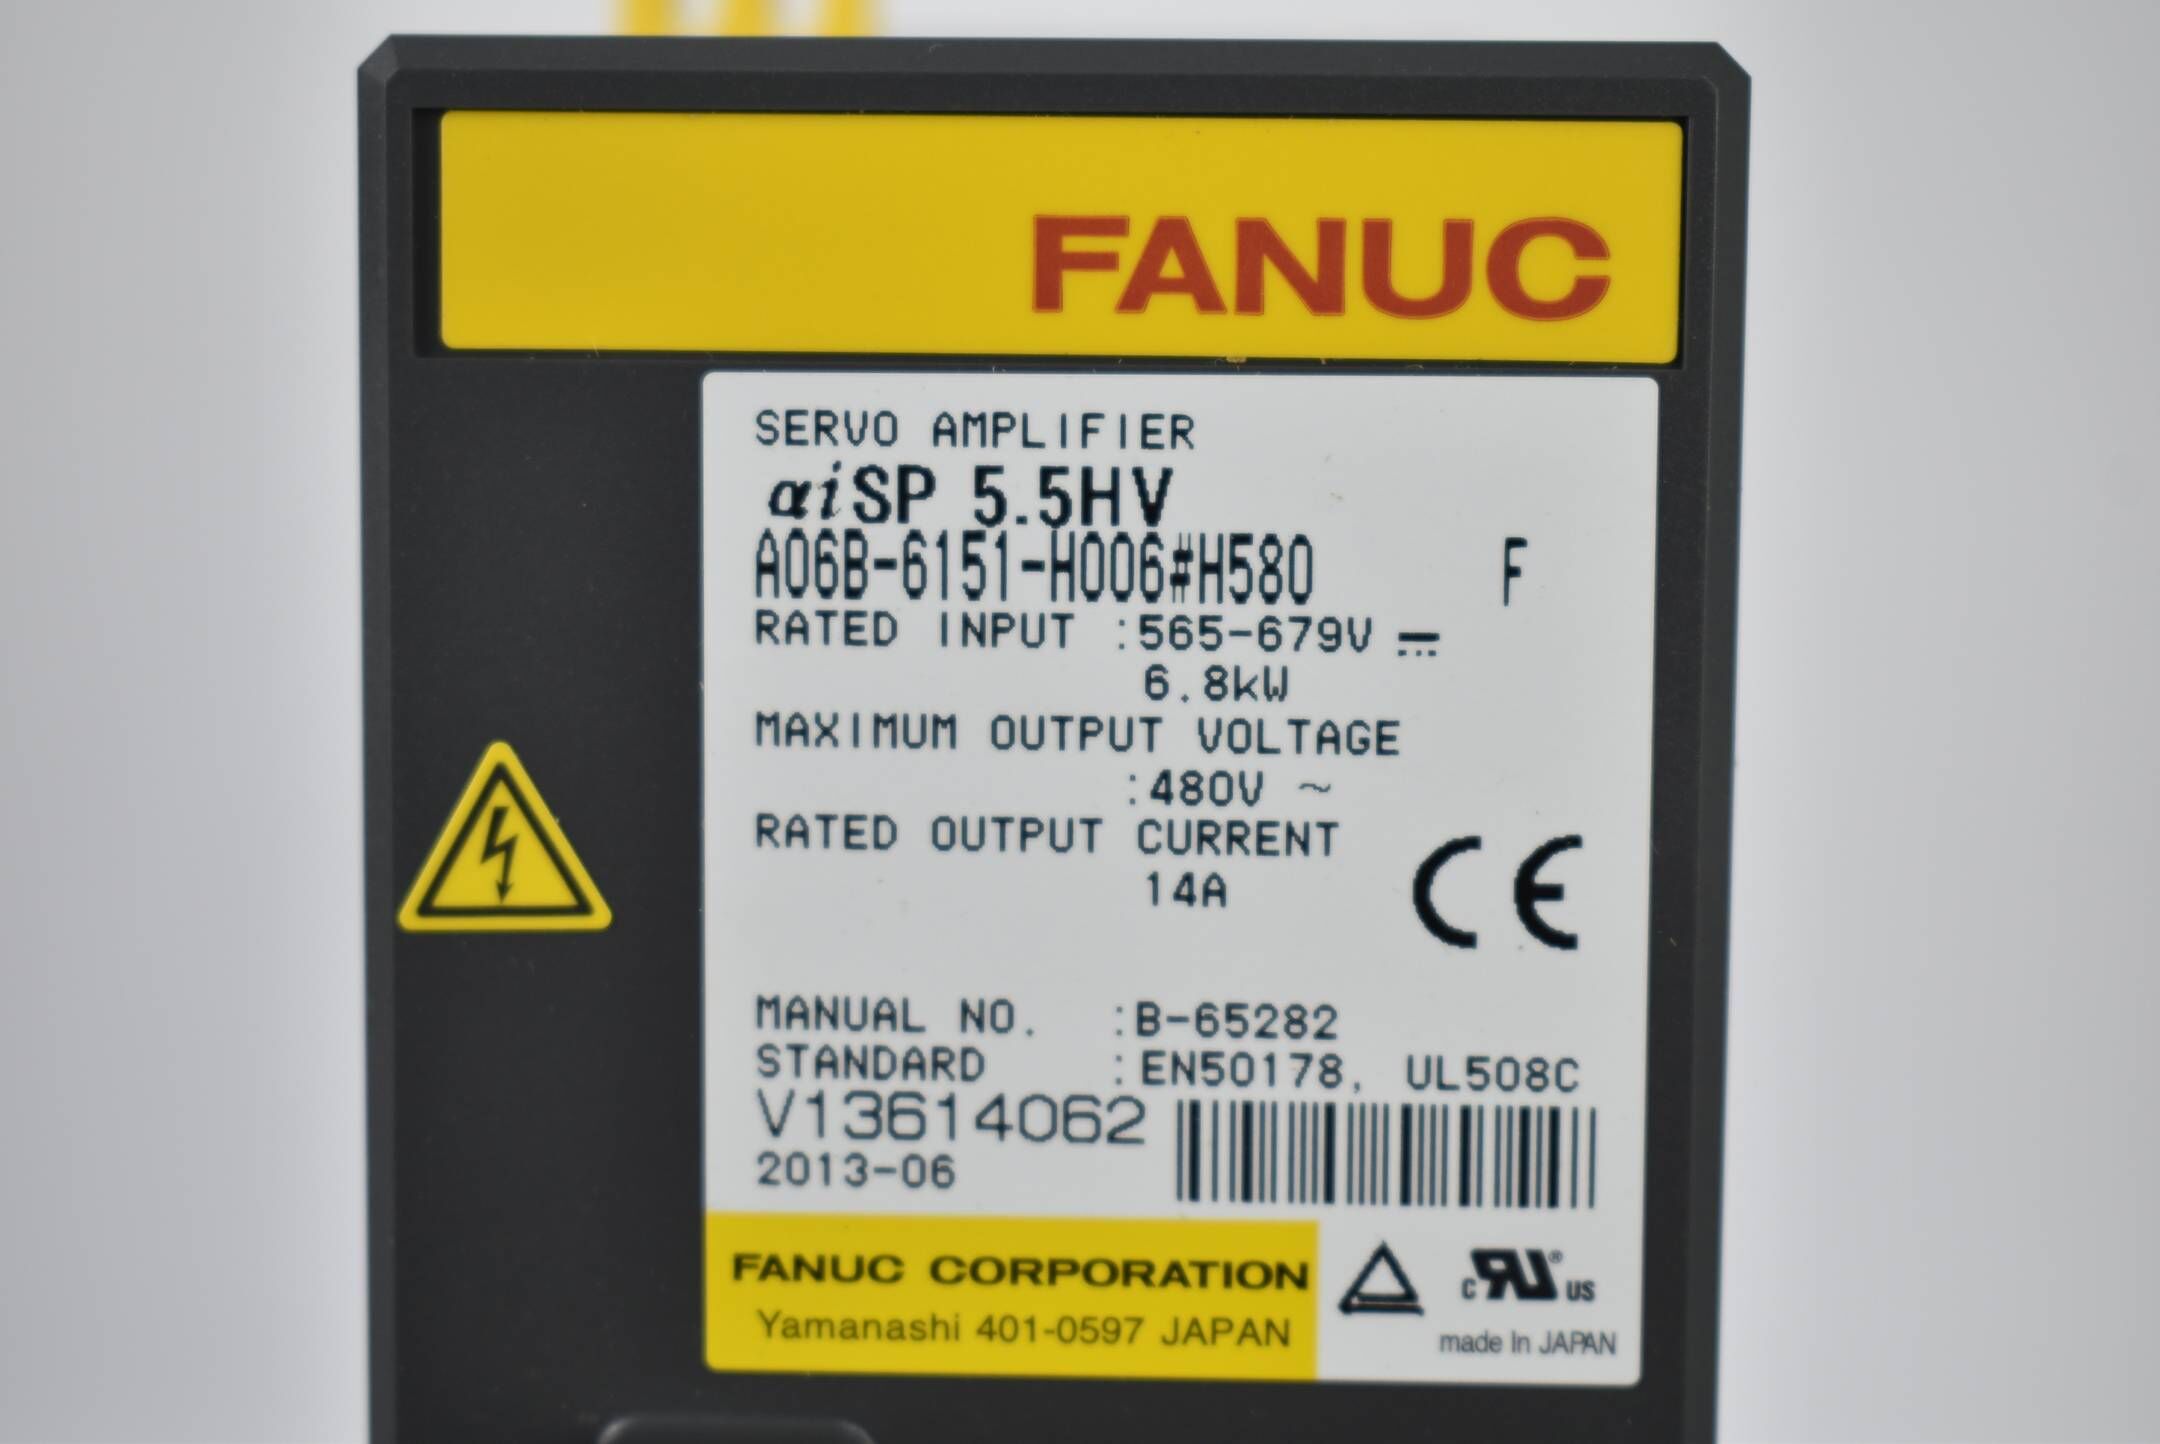 FANUC
SERVO AMPLIFIER
αiSP 5.5HV
A06B-6151-H006#H580 F
RATED INPUT :565-679V ⎓
6.8kW
MAXIMUM OUTPUT VOLTAGE
:480V ~
RATED OUTPUT CURRENT
14A
CE
MANUAL NO. :B-65282
STANDARD :EN50178, UL508C
V13614062
2013-06
FANUC CORPORATION
Yamanashi 401-0597 JAPAN
c RU ® US
made In JAPAN